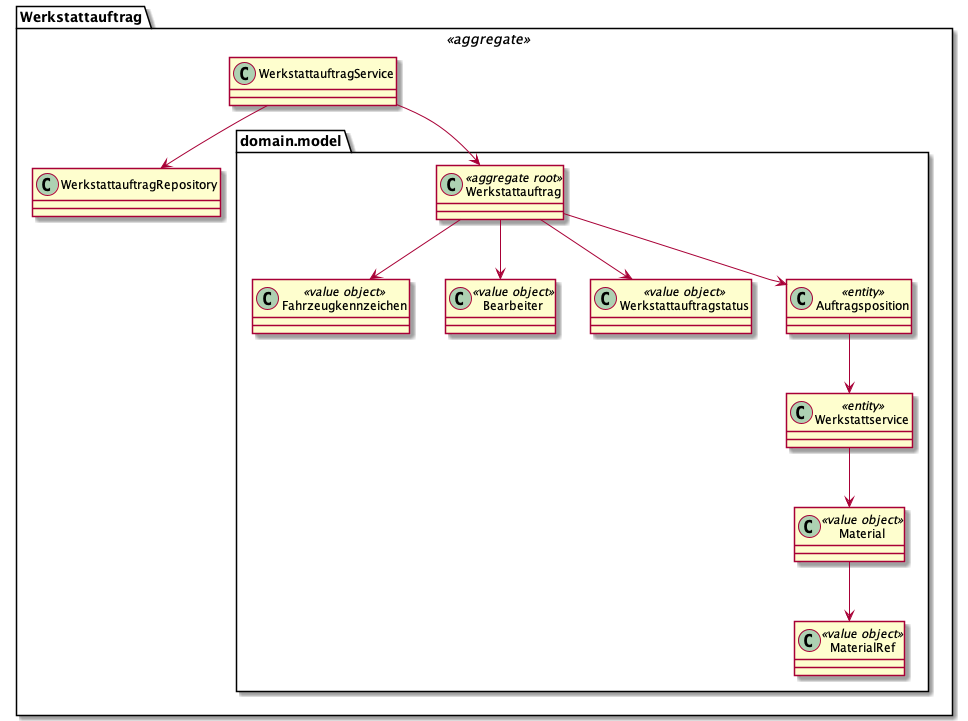 Werkstattauftrag
«aggregate»
C WerkstattauftragService
domain.model
C WerkstattauftragRepository
C «aggregate root»
Werkstattauftrag
C «value object»
Fahrzeugkennzeichen
C «value object»
Bearbeiter
C «value object»
Werkstattauftragstatus
C «entity»
Auftragsposition
C «entity»
Werkstattservice
C «value object»
Material
C «value object»
MaterialRef